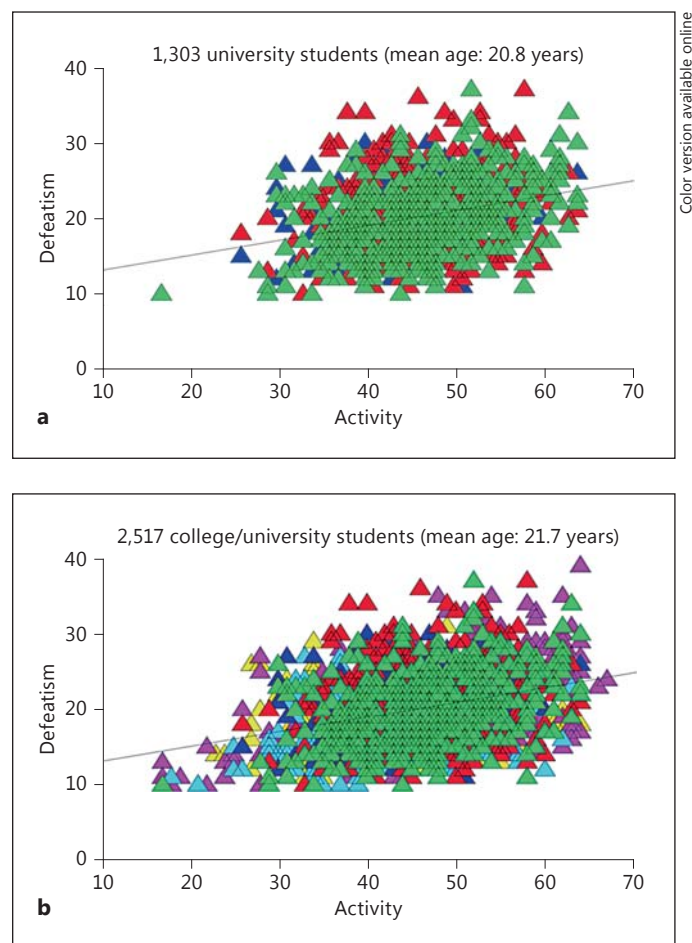 Color version available online
1,303 university students (mean age: 20.8 years)
40
30
20
10
0
Defeatism
10 20 30 40 50 60 70
Activity
a
2,517 college/university students (mean age: 21.7 years)
40
30
20
10
0
Defeatism
10 20 30 40 50 60 70
Activity
b